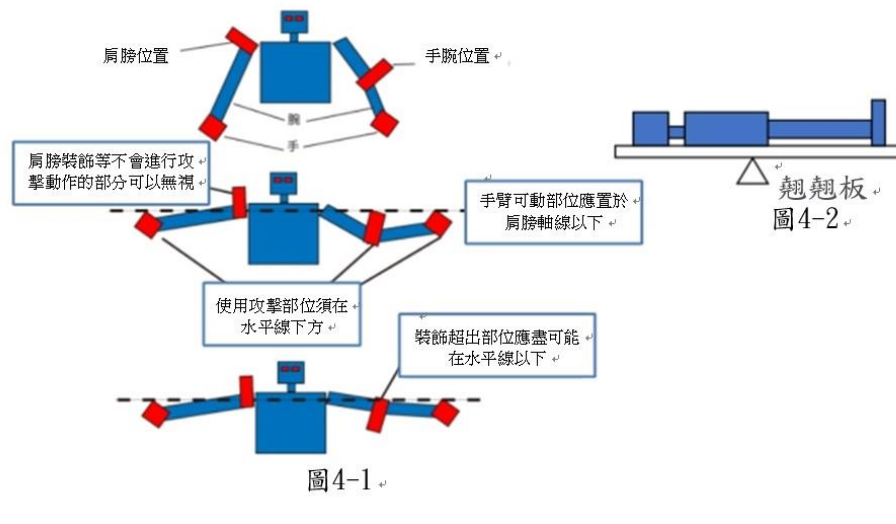 肩膀位置
手腕位置
腕
手
肩膀裝飾等不會進行攻
擊動作的部分可以無視
手臂可動部位應置於
肩膀軸線以下
使用攻擊部位須在
水平線下方
裝飾超出部位應盡可能
在水平線以下
圖4-1
翹翹板
圖4-2